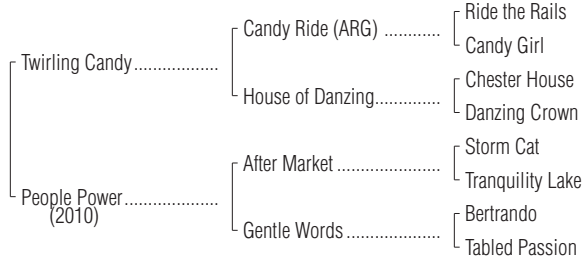 Ride the Rails
Candy Ride (ARG) ............
Candy Girl
Twirling Candy..................
Chester House
House of Danzing..............
Danzing Crown
Storm Cat
After Market ......................
Tranquility Lake
People Power....................
(2010)
Bertrando
Gentle Words ....................
Tabled Passion